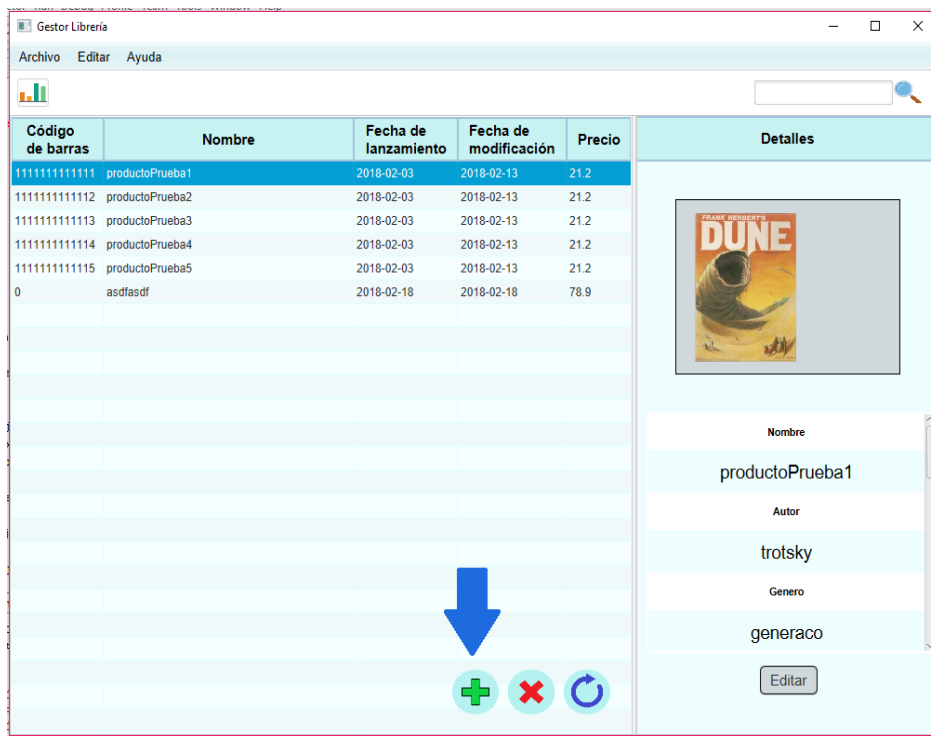 Gestor Librería
Archivo Editar Ayuda
Código de barras Nombre Fecha de lanzamiento Fecha de modificación Precio
1111111111111 productoPrueba1 2018-02-03 2018-02-13 21.2
1111111111112 productoPrueba2 2018-02-03 2018-02-13 21.2
1111111111113 productoPrueba3 2018-02-03 2018-02-13 21.2
1111111111114 productoPrueba4 2018-02-03 2018-02-13 21.2
1111111111115 productoPrueba5 2018-02-03 2018-02-13 21.2
0 asdfasdf 2018-02-18 2018-02-18 78.9
Detalles
FRANK HERBERT'S
DUNE
Nombre
productoPrueba1
Autor
trotsky
Genero
generaco
Editar